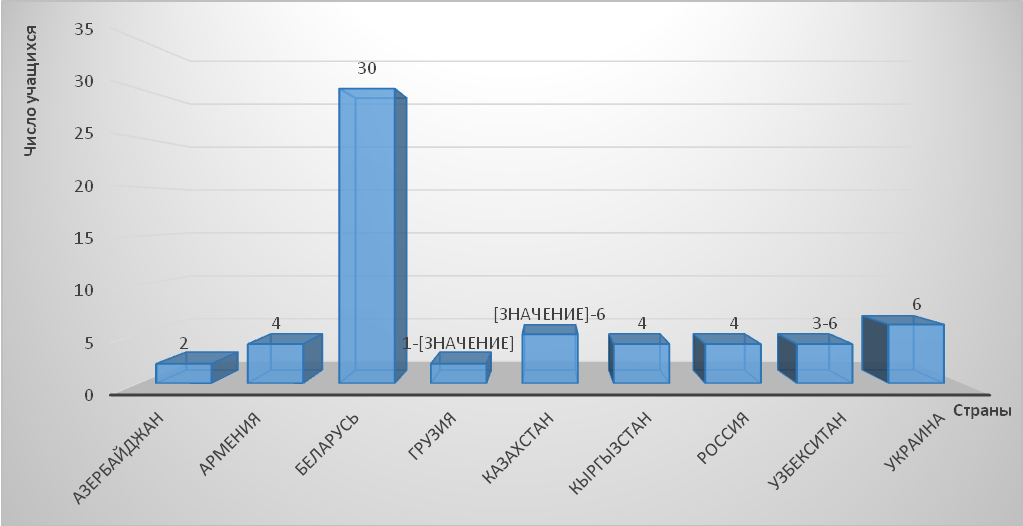 Число учащихся
35
30
25
20
15
10
5
0
2
4
30
1-[ЗНАЧЕНИЕ]
[ЗНАЧЕНИЕ]-6
4
4
3-6
6
АЗЕРБАЙДЖАН
АРМЕНИЯ
БЕЛАРУСЬ
ГРУЗИЯ
КАЗАХСТАН
КЫРГЫЗСТАН
РОССИЯ
УЗБЕКСИТАН
УКРАИНА
Страны